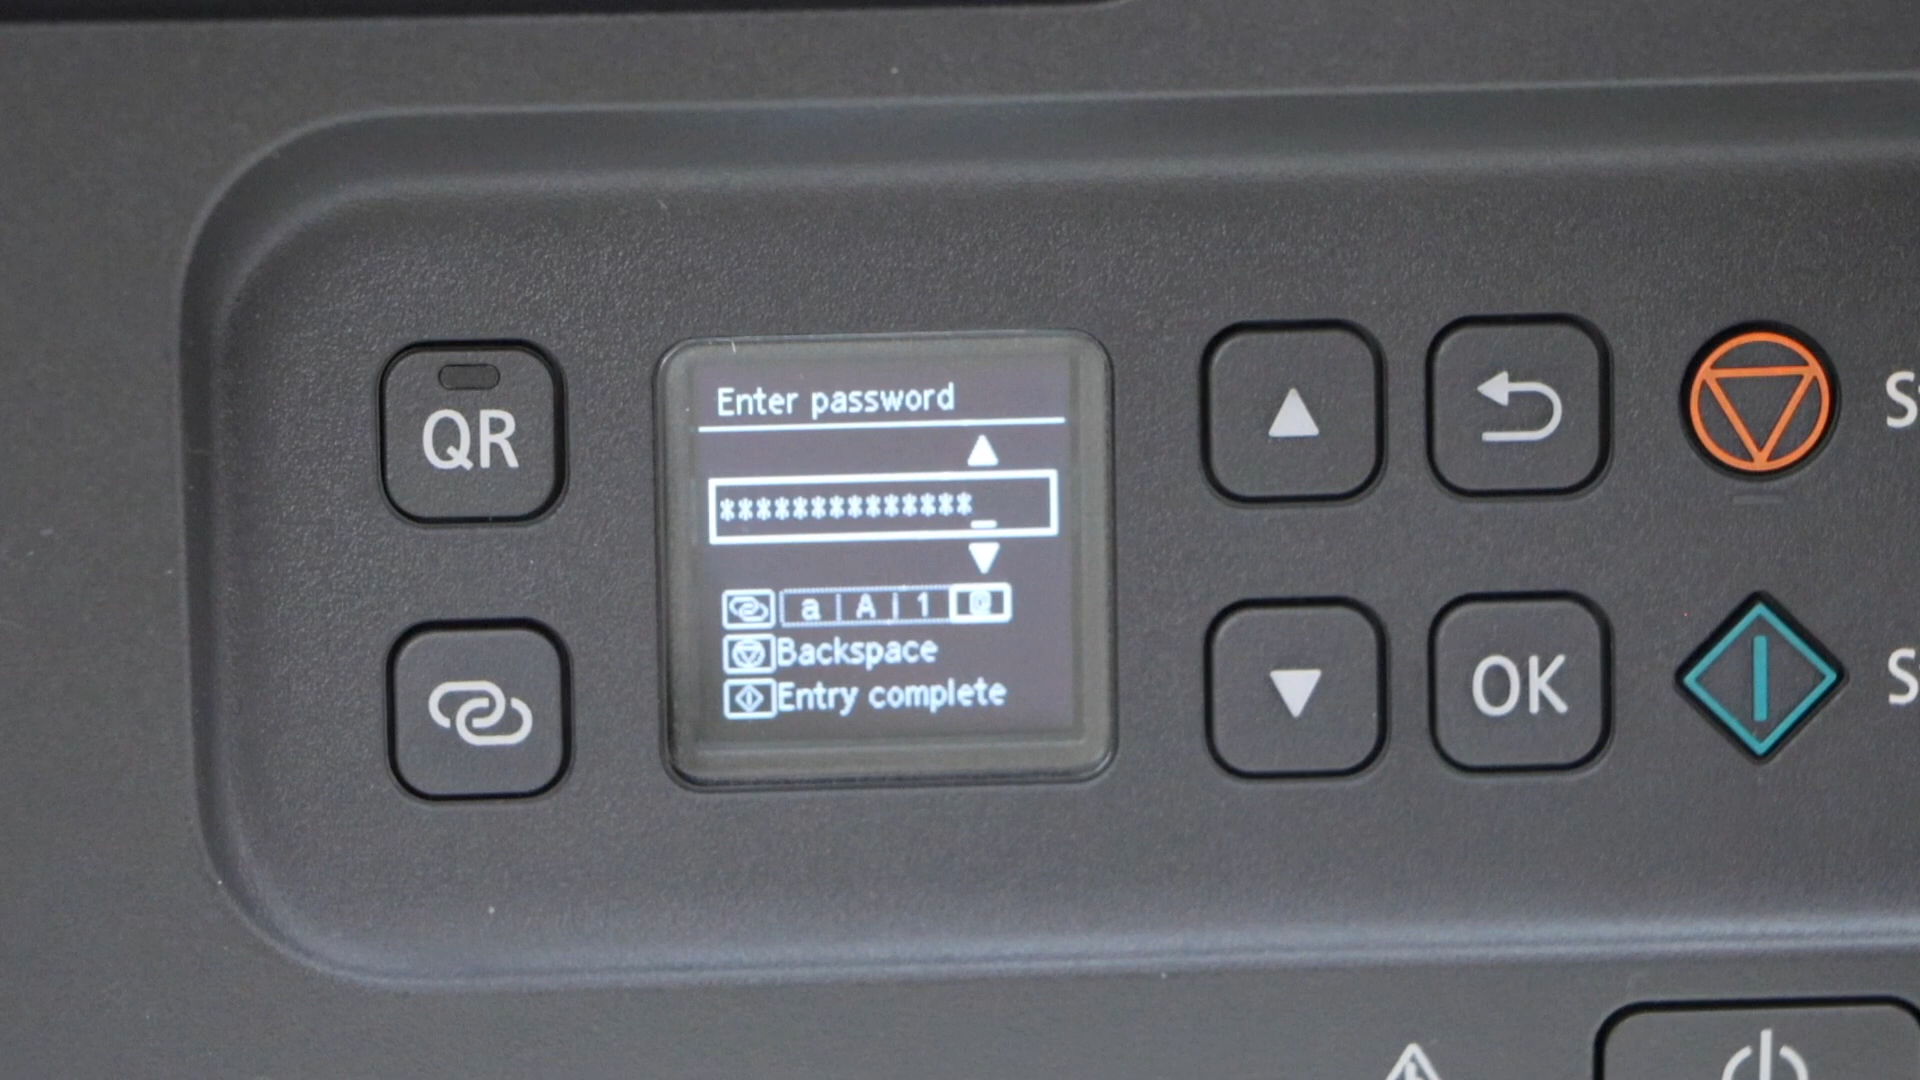 Enter password
**************_
a | A | 1 @
Backspace
Entry complete
QR
OK